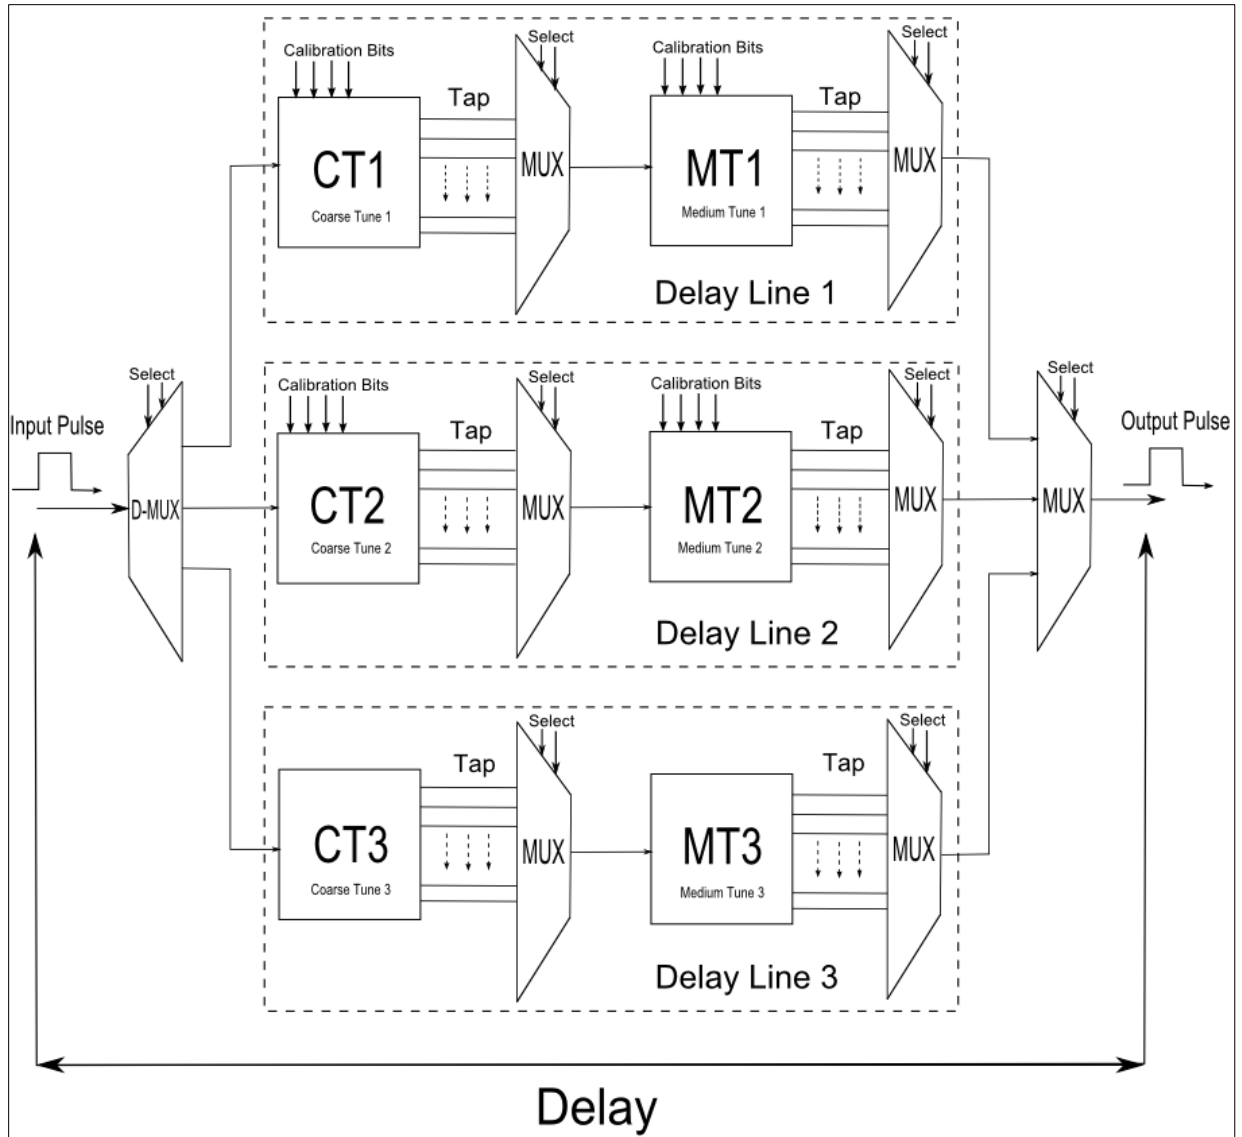 Calibration Bits
Tap
Select
MUX
CT1
Coarse Tune 1
Calibration Bits
Tap
Select
MUX
MT1
Medium Tune 1
Delay Line 1
Select
Input Pulse
D-MUX
Calibration Bits
Tap
Select
MUX
CT2
Coarse Tune 2
Calibration Bits
Tap
Select
MUX
MT2
Medium Tune 2
Delay Line 2
Select
MUX
Output Pulse
Tap
Select
MUX
CT3
Coarse Tune 3
Tap
Select
MUX
MT3
Medium Tune 3
Delay Line 3
Delay